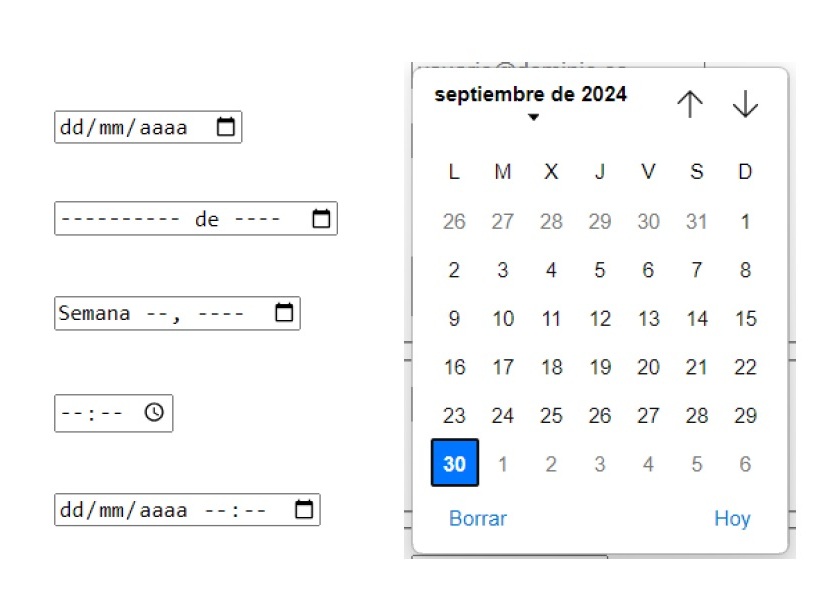 dd/mm/aaaa
---------- de ----
Semana --, ----
--:--
dd/mm/aaaa --:--
septiembre de 2024
L M X J V S D
26 27 28 29 30 31 1
2 3 4 5 6 7 8
9 10 11 12 13 14 15
16 17 18 19 20 21 22
23 24 25 26 27 28 29
30 1 2 3 4 5 6
Borrar Hoy